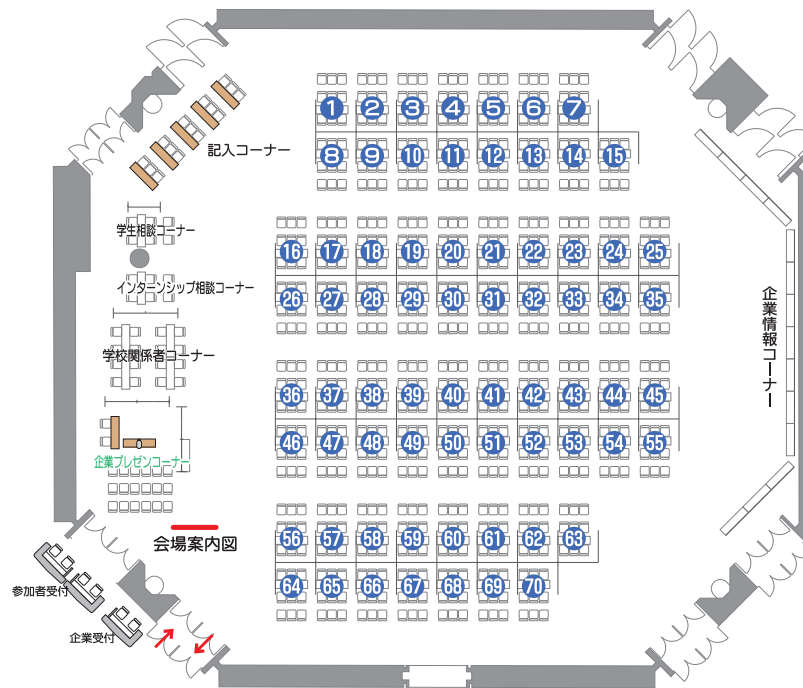 1 2 3 4 5 6 7
記入コーナー
8 9 10 11 12 13 14 15
学生相談コーナー
16 17 18 19 20 21 22 23 24 25
インターンシップ相談コーナー
26 27 28 29 30 31 32 33 34 35
企業情報コーナー
学校関係者コーナー
36 37 38 39 40 41 42 43 44 45
46 47 48 49 50 51 52 53 54 55
企業プレゼンコーナー
会場案内図
56 57 58 59 60 61 62 63
参加者受付
64 65 66 67 68 69 70
企業受付